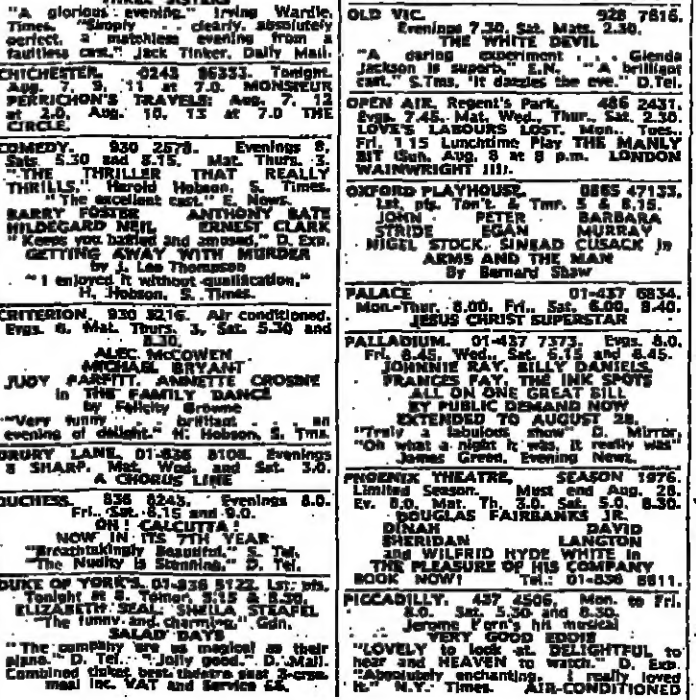 "A glorious evening." Irving Wardle,
Times. "Simply . . . clearly, absolutely
perfect, a matchless evening from a
faultless cast." Jack Tinker, Daily Mail.
CHICHESTER. 0243 86333. Tonight,
Aug. 7, 9, 11 at 7.0. MONSIEUR
PERRICHON'S TRAVELS: Aug. 7, 12
at 2.0, Aug. 10, 13 at 7.0 THE
CIRCLE.
COMEDY. 930 2578. Evenings 8,
Sats. 5.30 and 8.15. Mat. Thurs. 3.
"THE THRILLER THAT REALLY
THRILLS." Harold Hobson, S. Times.
"The excellent cast." E. News.
BARRY FOSTER ANTHONY BATE
HILDEGARD NEIL ERNEST CLARK
"Keeps you baffled and amused." D. Exp.
GETTING AWAY WITH MURDER
by J. Lee Thompson
"I enjoyed it without qualification,"
H. Hobson, S. Times.
CRITERION. 930 3216. Air conditioned.
Evgs. 8, Mat. Thurs. 3, Sat. 5.30 and
8.30.
ALEC McCOWEN
MICHAEL BRYANT
JUDY PARFITT, ANNETTE CROSBIE
in THE FAMILY DANCE
by Felicity Browne
"Very funny . . . brilliant . . . an
evening of delight." H. Hobson, S. Tms.
DRURY LANE. 01-836 8108. Evenings
8 SHARP. Mat. Wed. and Sat. 3.0.
A CHORUS LINE
DUCHESS. 836 8243. Evenings 8.0.
Fri., Sat. 6.15 and 9.0.
OH! CALCUTTA!
NOW IN ITS 7TH YEAR
"Breathtakingly Beautiful." S. Tel.
"The Nudity is Stunning." D. Tel.
DUKE OF YORK'S. 01-836 5122. Lst. pfs.
Tonight at 8. Tomor. 5.15 & 8.30.
ELIZABETH SEAL, SHEILA STEAFEL
"The funny and charming." Gdn.
SALAD DAYS
"The company are as magical as their
piano." D. Tel. "Jolly good." D. Mail.
Combined ticket best theatre seat 3-crse.
meal inc. VAT and Service
OLD VIC. 928 7616.
Evenings 7.30, Sat. Mats. 2.30.
THE WHITE DEVIL
"A daring experiment . . . Glenda
Jackson is superb." E.N. "A brilliant
cast." S.Tms. "It dazzles the eye." D.Tel.
OPEN AIR, Regent's Park. 486 2431.
Evgs. 7.45. Mat. Wed., Thur., Sat. 2.30.
LOVE'S LABOURS LOST. Mon., Tues.,
Fri. 1 15 Lunchtime Play THE MANLY
BIT (Sun. Aug. 8 at 8 p.m. LONDON
WAINWRIGHT III).
OXFORD PLAYHOUSE. 0865 47133.
Lst. pfs. Ton't. & Tmr. 5 & 8.15.
JOHN PETER BARBARA
STRIDE EGAN MURRAY
NIGEL STOCK, SINEAD CUSACK in
ARMS AND THE MAN
By Bernard Shaw
PALACE 01-437 6834.
Mon.-Thur. 8.00. Fri., Sat. 6.00, 8.40.
JESUS CHRIST SUPERSTAR
PALLADIUM. 01-437 7373. Evgs. 8.0.
Fri. 8.45, Wed., Sat. 6.15 and 8.45.
JOHNNIE RAY, BILLY DANIELS,
FRANCES FAY, THE INK SPOTS
ALL ON ONE GREAT BILL
BY PUBLIC DEMAND NOW
EXTENDED TO AUGUST 28.
"Truly a fabulous show" D. Mirror.
"Oh what a night it was, it really was"
James Green, Evening News.
PHOENIX THEATRE. SEASON 1976.
Limited Season. Must end Aug. 28.
Ev. 8.0. Mat. Th. 3.0. Sat. 5.0, 8.30.
DOUGLAS FAIRBANKS JR.
DINAH DAVID
SHERIDAN LANGTON
and WILFRID HYDE WHITE in
THE PLEASURE OF HIS COMPANY
BOOK NOW! Tel.: 01-836 8611.
PICCADILLY. 437 4506. Mon. to Fri.
8.0. Sat. 5.30 and 8.30.
Jerome Kern's hit musical
VERY GOOD EDDIE
"LOVELY to look at. DELIGHTFUL to
hear and HEAVEN to watch." D. Exp.
"Absolutely enchanting. I really loved
it." N.Y. Times. AIR-CONDITIONED